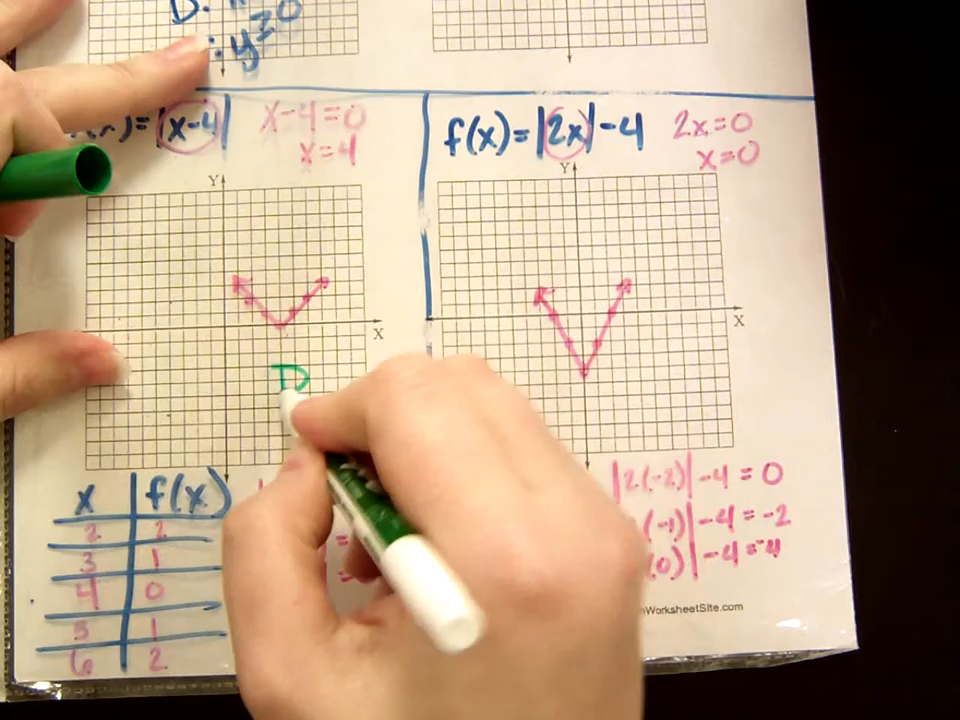 D.
: y≥0
f(x)=|x-4|
x-4=0
x=4
f(x)=|2x|-4
2x=0
x=0
Y
X
Y
X
D
x f(x)
2 2
3 1
4 0
5 1
6 2
|2(-2)|-4=0
(-1)|-4=-2
(0)|-4=-4
WorksheetSite.com